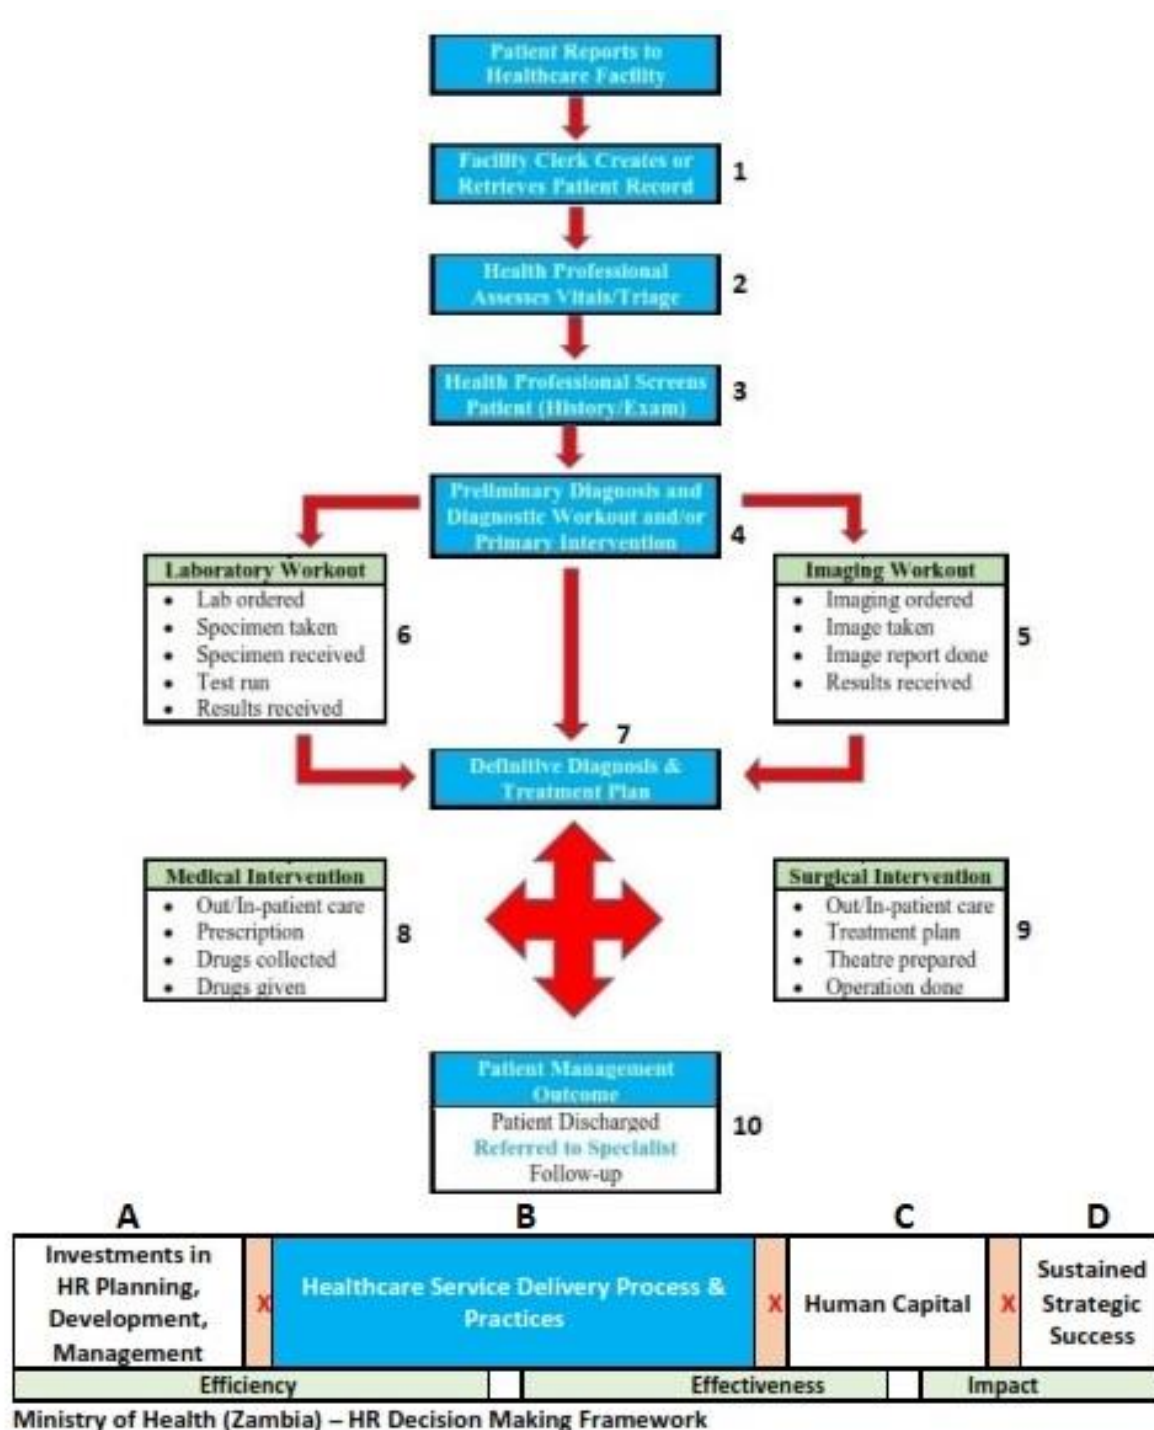 Patient Reports to
Healthcare Facility
Facility Clerk Creates or
Retrieves Patient Record
1
Health Professional
Assesses Vitals/Triage
2
Health Professional Screens
Patient (History/Exam)
3
Preliminary Diagnosis and
Diagnostic Workout and/or
Primary Intervention
4
Laboratory Workout
• Lab ordered
• Specimen taken
• Specimen received
• Test run
• Results received
6
Imaging Workout
• Imaging ordered
• Image taken
• Image report done
• Results received
5
7
Definitive Diagnosis &
Treatment Plan
Medical Intervention
• Out/In-patient care
• Prescription
• Drugs collected
• Drugs given
8
Surgical Intervention
• Out/In-patient care
• Treatment plan
• Theatre prepared
• Operation done
9
Patient Management
Outcome
Patient Discharged
Referred to Specialist
Follow-up
10
A B C D
Investments in
HR Planning,
Development,
Management
X
Healthcare Service Delivery Process &
Practices
X
Human Capital
X
Sustained
Strategic
Success
Efficiency Effectiveness Impact
Ministry of Health (Zambia) – HR Decision Making Framework